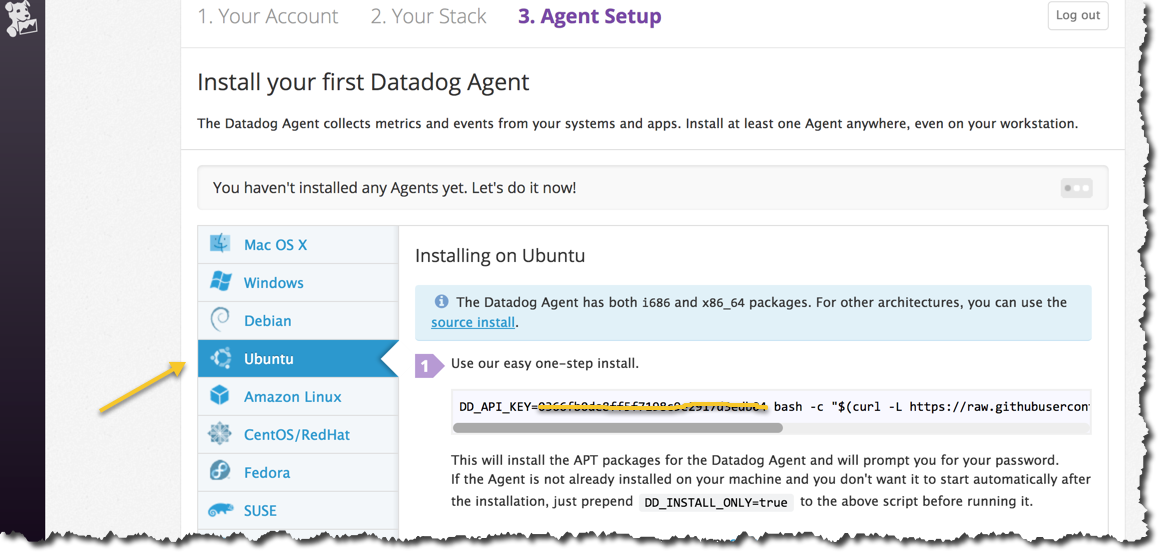 1. Your Account 2. Your Stack 3. Agent Setup Log out
Install your first Datadog Agent
The Datadog Agent collects metrics and events from your systems and apps. Install at least one Agent anywhere, even on your workstation.
You haven't installed any Agents yet. Let's do it now!
Mac OS X
Windows
Debian
Ubuntu
Amazon Linux
CentOS/RedHat
Fedora
SUSE
Installing on Ubuntu
The Datadog Agent has both i686 and x86_64 packages. For other architectures, you can use the
source install.
1 Use our easy one-step install.
DD_API_KEY= bash -c "$(curl -L https://raw.githubusercon
This will install the APT packages for the Datadog Agent and will prompt you for your password.
If the Agent is not already installed on your machine and you don't want it to start automatically after
the installation, just prepend DD_INSTALL_ONLY=true to the above script before running it.